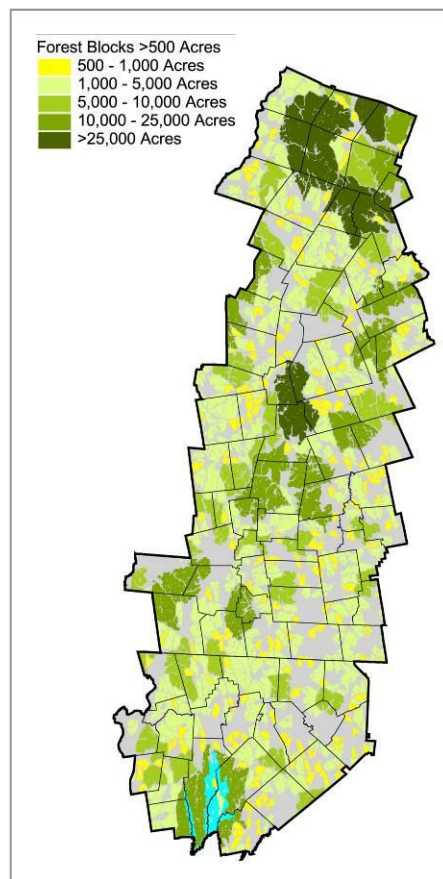 Forest Blocks >500 Acres
500 - 1,000 Acres
1,000 - 5,000 Acres
5,000 - 10,000 Acres
10,000 - 25,000 Acres
>25,000 Acres